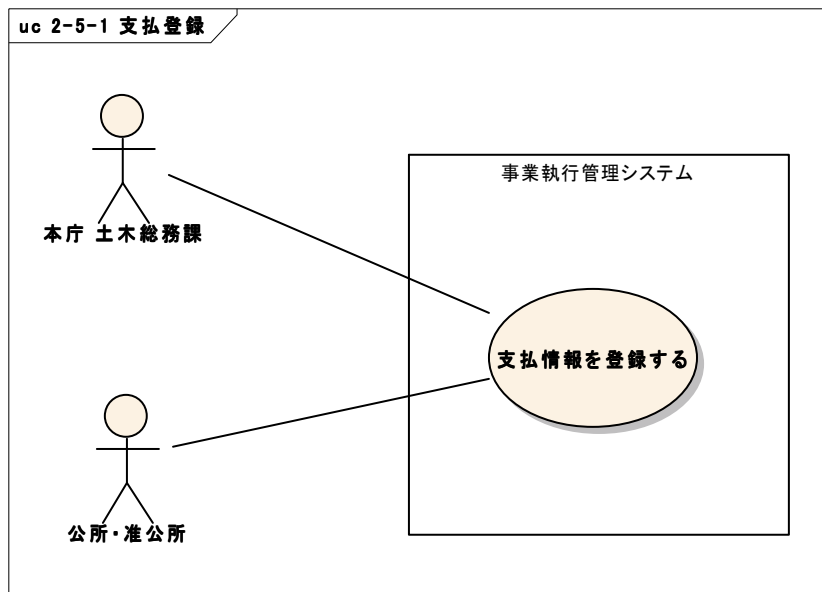 uc 2-5-1 支払登録
事業執行管理システム
本庁 土木総務課
支払情報を登録する
公所・准公所